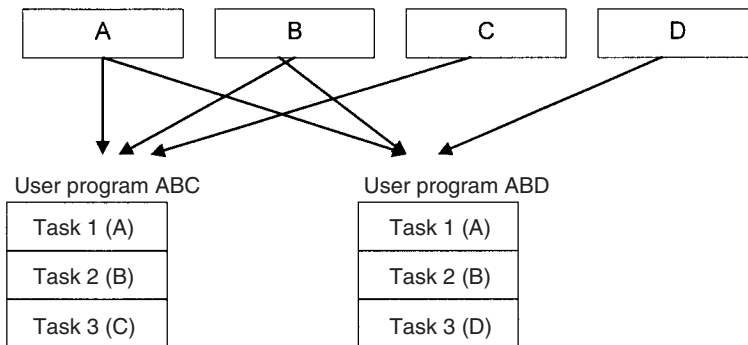 A B C D
User program ABC User program ABD
Task 1 (A) Task 1 (A)
Task 2 (B) Task 2 (B)
Task 3 (C) Task 3 (D)